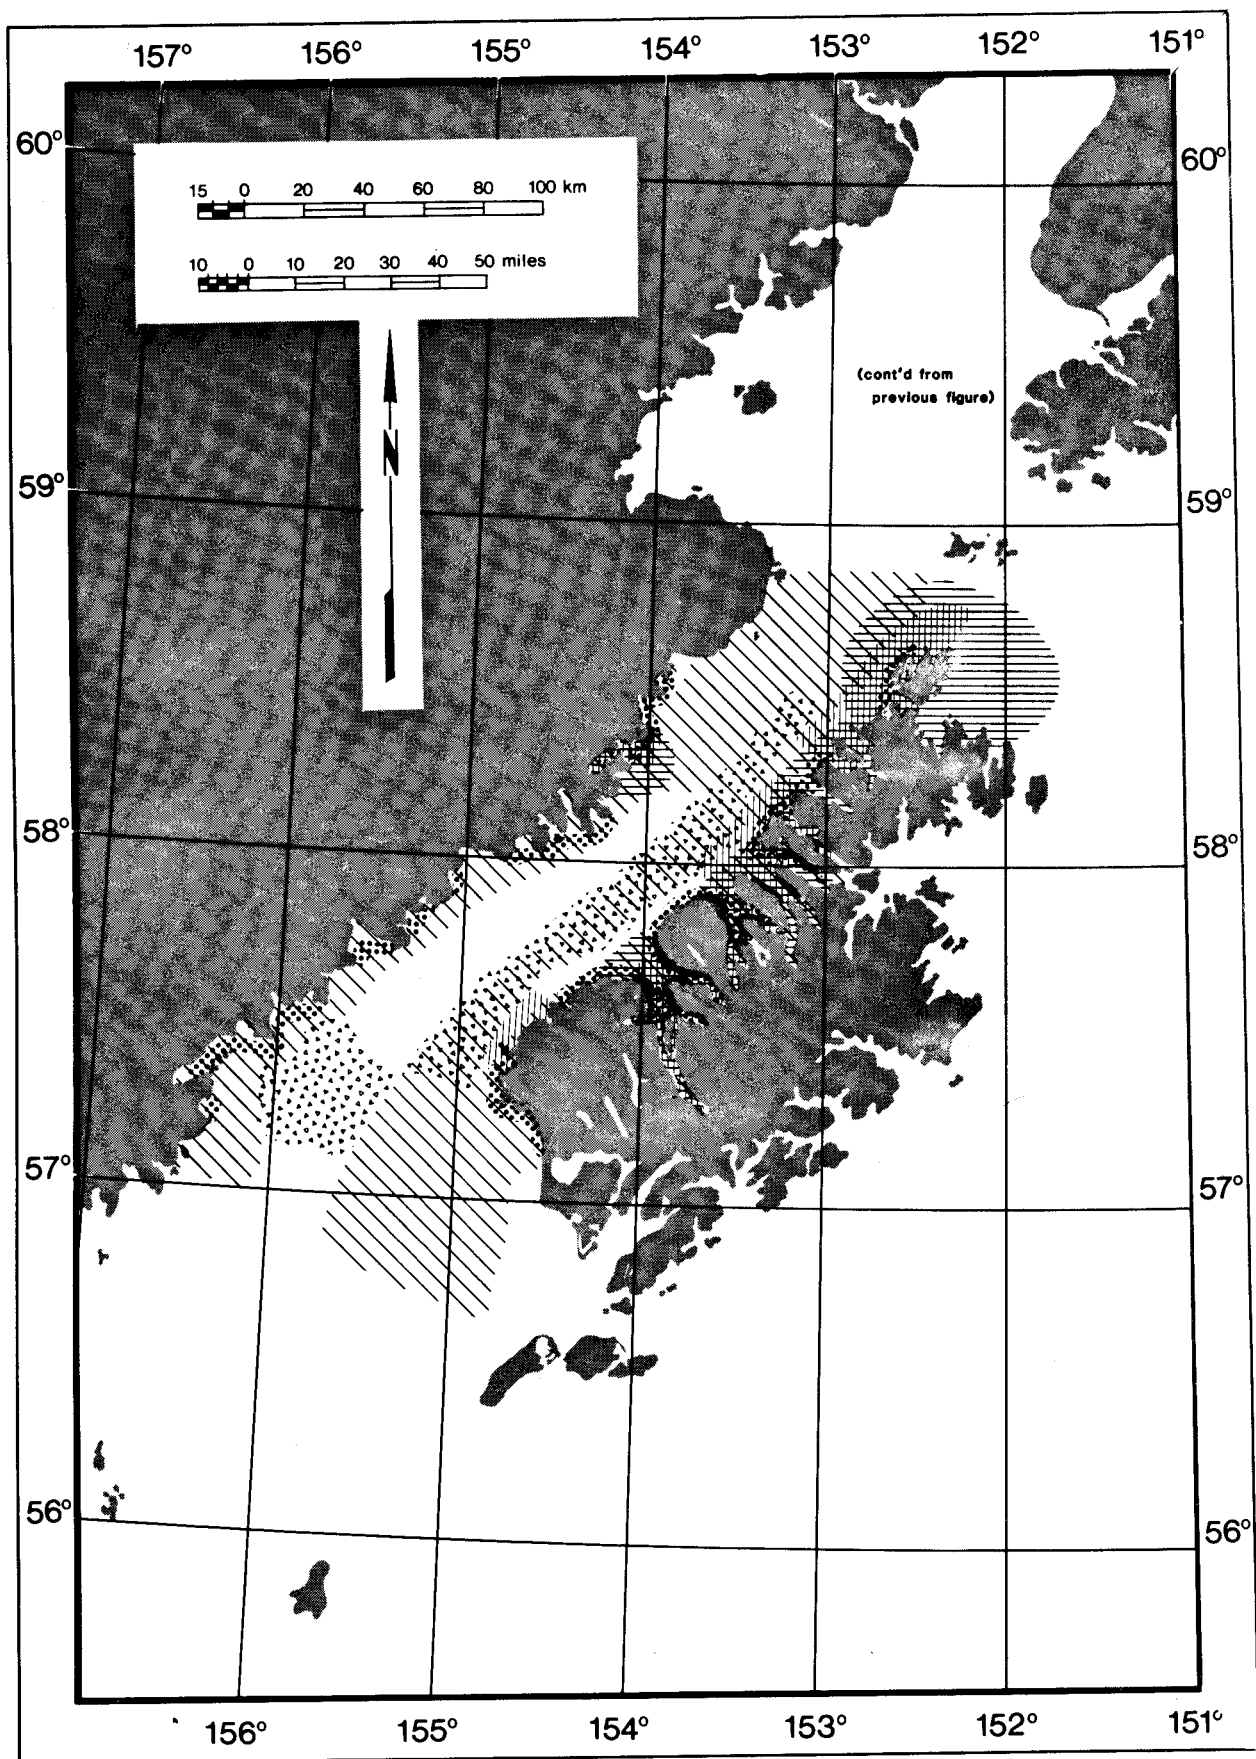 157° 156° 155° 154° 153° 152° 151°
60° 60°
15 0 20 40 60 80 100 km
10 0 10 20 30 40 50 miles
(cont'd from
previous figure)
N
59° 59°
58° 58°
57° 57°
56° 56°
156° 155° 154° 153° 152° 151°